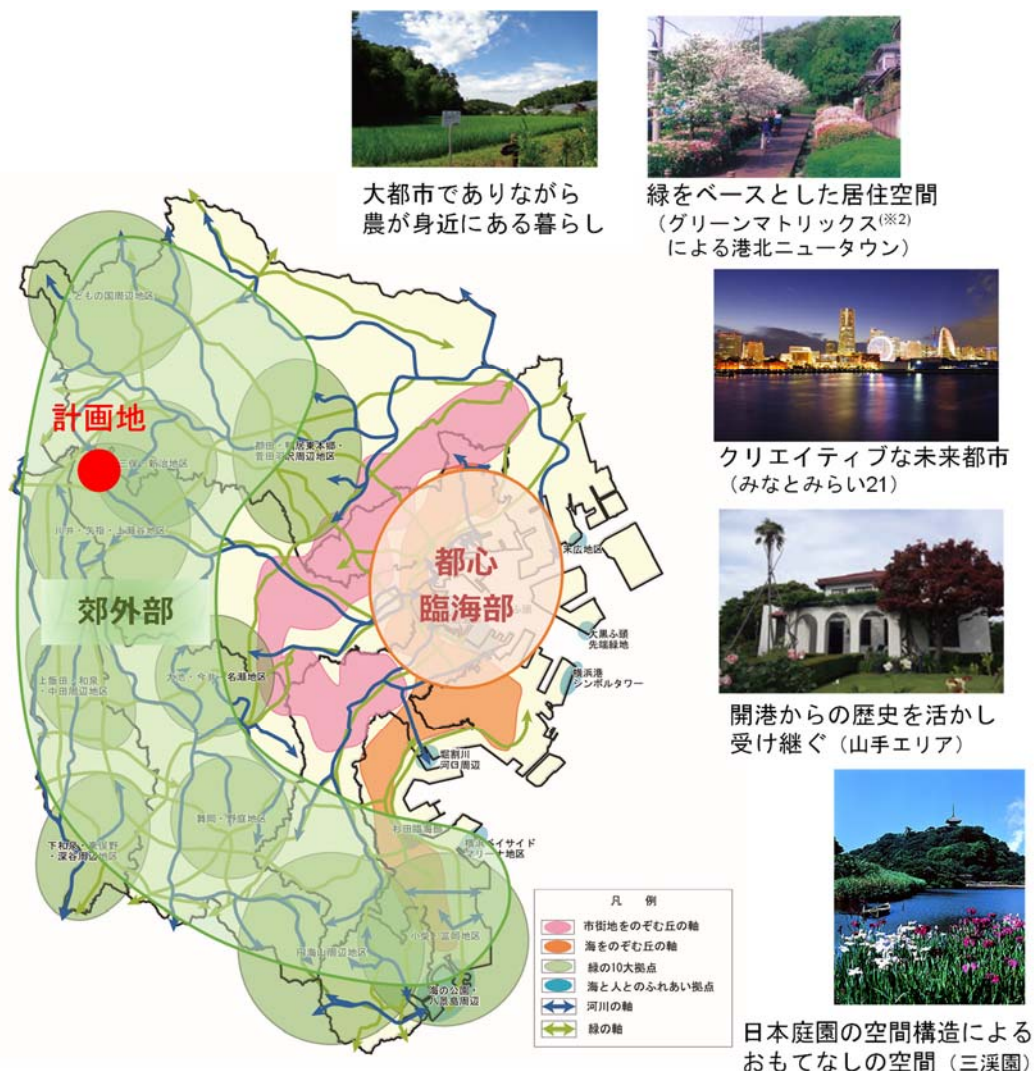 大都市でありながら
農が身近にある暮らし
緑をベースとした居住空間
(グリーンマトリックス(※2)
による港北ニュータウン)
クリエイティブな未来都市
(みなとみらい21)
開港からの歴史を活かし
受け継ぐ(山手エリア)
日本庭園の空間構造による
おもてなしの空間(三渓園)
どもの国周辺地区
計画地
三保・新治地区
菅田羽沢周辺地区
川井・矢指・上瀬谷地区
郊外部
都心
臨海部
末広地区
大黒ふ頭
先端緑地
横浜港
シンボルタワー
上飯田・和泉
・中田周辺地区
大池・今井・名瀬地区
堀割川
河口周辺
舞岡・野庭地区
杉田臨海部
横浜ベイサイド
マリーナ地区
下和泉・東俣野
・深谷周辺地区
円海山周辺地区
小柴・富岡地区
海の公園・
八景島周辺
凡例
市街地をのぞむ丘の軸
海をのぞむ丘の軸
緑の10大拠点
海と人とのふれあい拠点
河川の軸
緑の軸